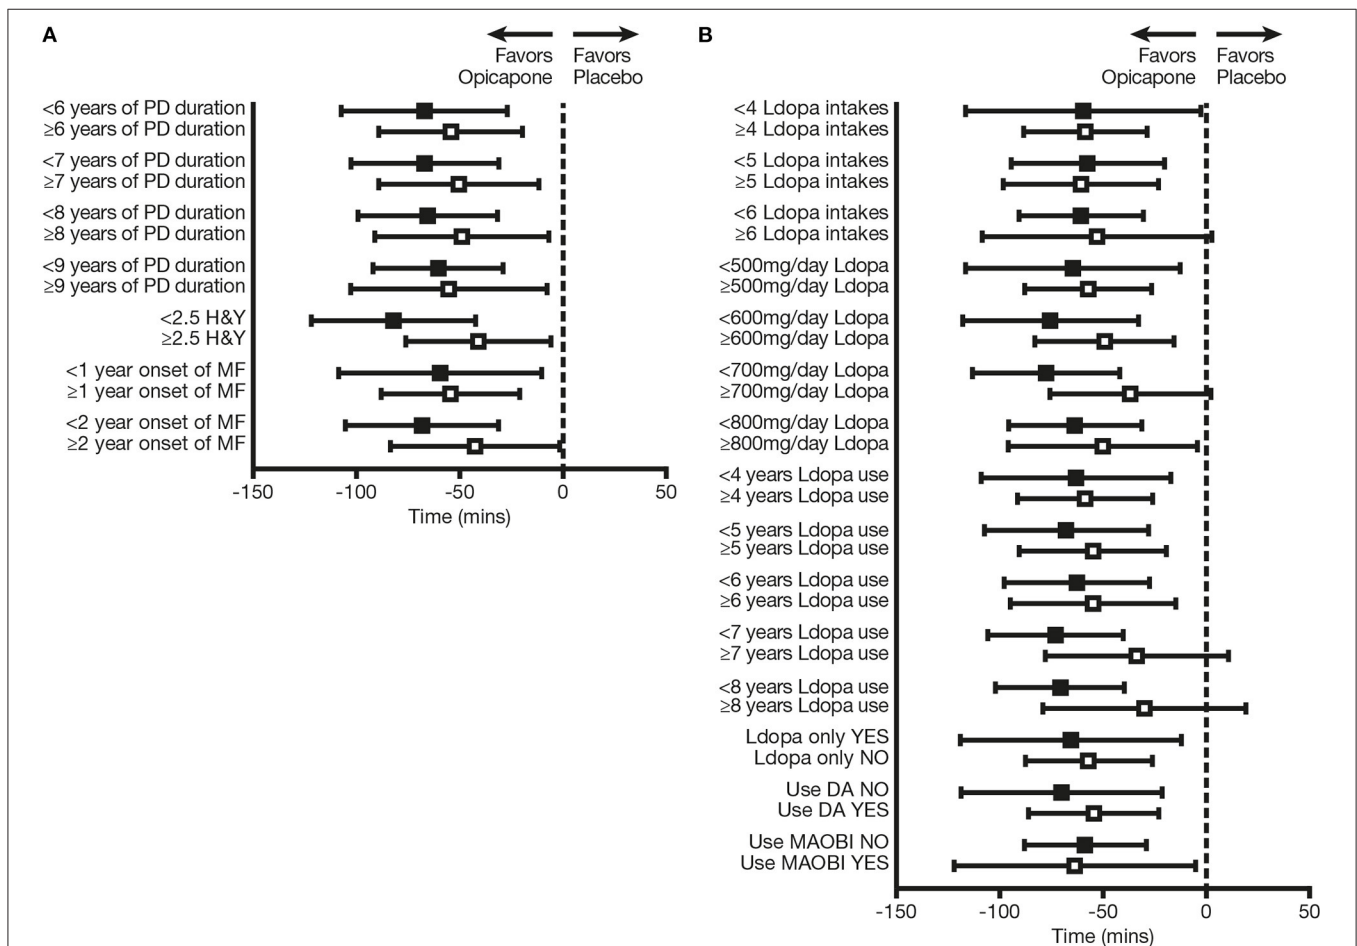 A
Favors Favors
Opicapone Placebo
<6 years of PD duration
≥6 years of PD duration
<7 years of PD duration
≥7 years of PD duration
<8 years of PD duration
≥8 years of PD duration
<9 years of PD duration
≥9 years of PD duration
<2.5 H&Y
≥2.5 H&Y
<1 year onset of MF
≥1 year onset of MF
<2 year onset of MF
≥2 year onset of MF
-150 -100 -50 0 50
Time (mins)
B
Favors Favors
Opicapone Placebo
<4 Ldopa intakes
≥4 Ldopa intakes
<5 Ldopa intakes
≥5 Ldopa intakes
<6 Ldopa intakes
≥6 Ldopa intakes
<500mg/day Ldopa
≥500mg/day Ldopa
<600mg/day Ldopa
≥600mg/day Ldopa
<700mg/day Ldopa
≥700mg/day Ldopa
<800mg/day Ldopa
≥800mg/day Ldopa
<4 years Ldopa use
≥4 years Ldopa use
<5 years Ldopa use
≥5 years Ldopa use
<6 years Ldopa use
≥6 years Ldopa use
<7 years Ldopa use
≥7 years Ldopa use
<8 years Ldopa use
≥8 years Ldopa use
Ldopa only YES
Ldopa only NO
Use DA NO
Use DA YES
Use MAOBI NO
Use MAOBI YES
-150 -100 -50 0 50
Time (mins)